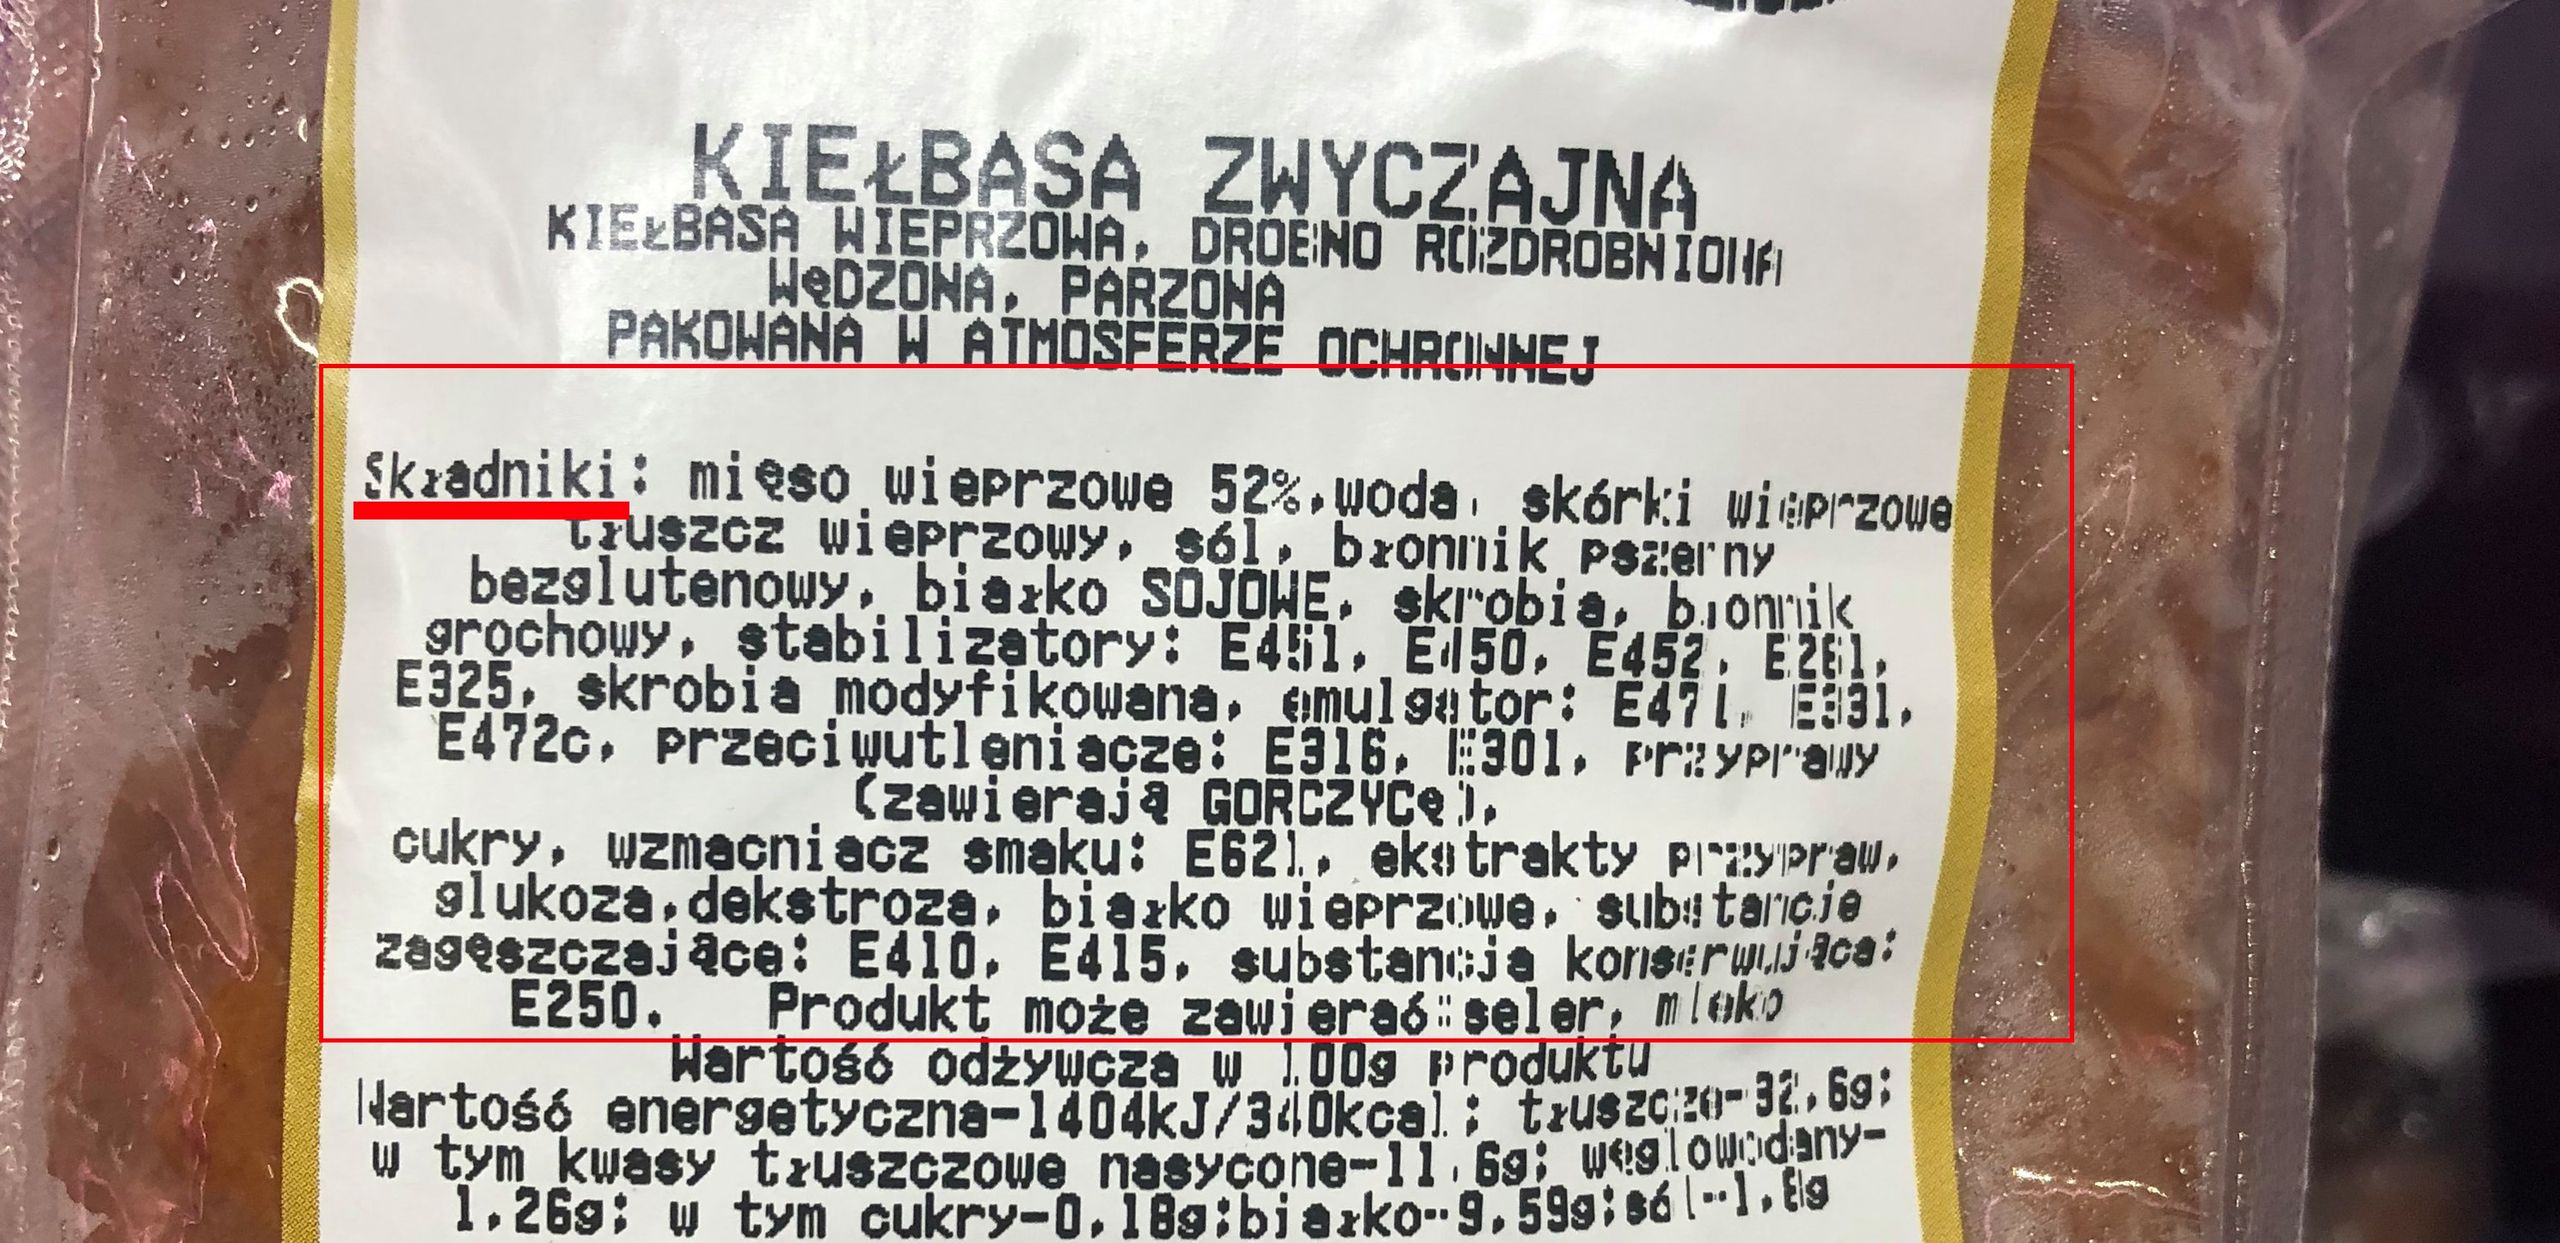 KIEŁBASA ZWYCZAJNA
KIEŁBASA WIEPRZOWA, DROBNO ROZDROBNIONA
WęDZONA, PARZONA
PAKOWANA W ATMOSFERZE OCHRONNEJ
Składniki: mięso wieprzowe 52%,woda, skórki wieprzowe
tłuszcz wieprzowy, sól, błonnik pszenny
bezglutenowy, białko SOJOWE, skrobia, błonnik
grochowy, stabilizatory: E451, E450, E452, E261,
E325, skrobia modyfikowana, emulgator: E471, E331,
E472c, przeciwutleniacze: E316, E301, przyprawy
(zawierają GORCZYCę),
cukry, wzmacniacz smaku: E621, ekstrakty przypraw,
glukoza,dekstroza, białko wieprzowe, substancje
zagęszczające: E410, E415, substancja konserwująca:
E250. Produkt może zawierać: seler, mleko
Wartość odżywcza w 100g produktu
Wartość energetyczna-1404kJ/340kcal; tłuszcze-32,6g;
w tym kwasy tłuszczowe nasycone-11,6g; węglowodany-
1,26g; w tym cukry-0,18g;białko-9,59g;sól-1,8g